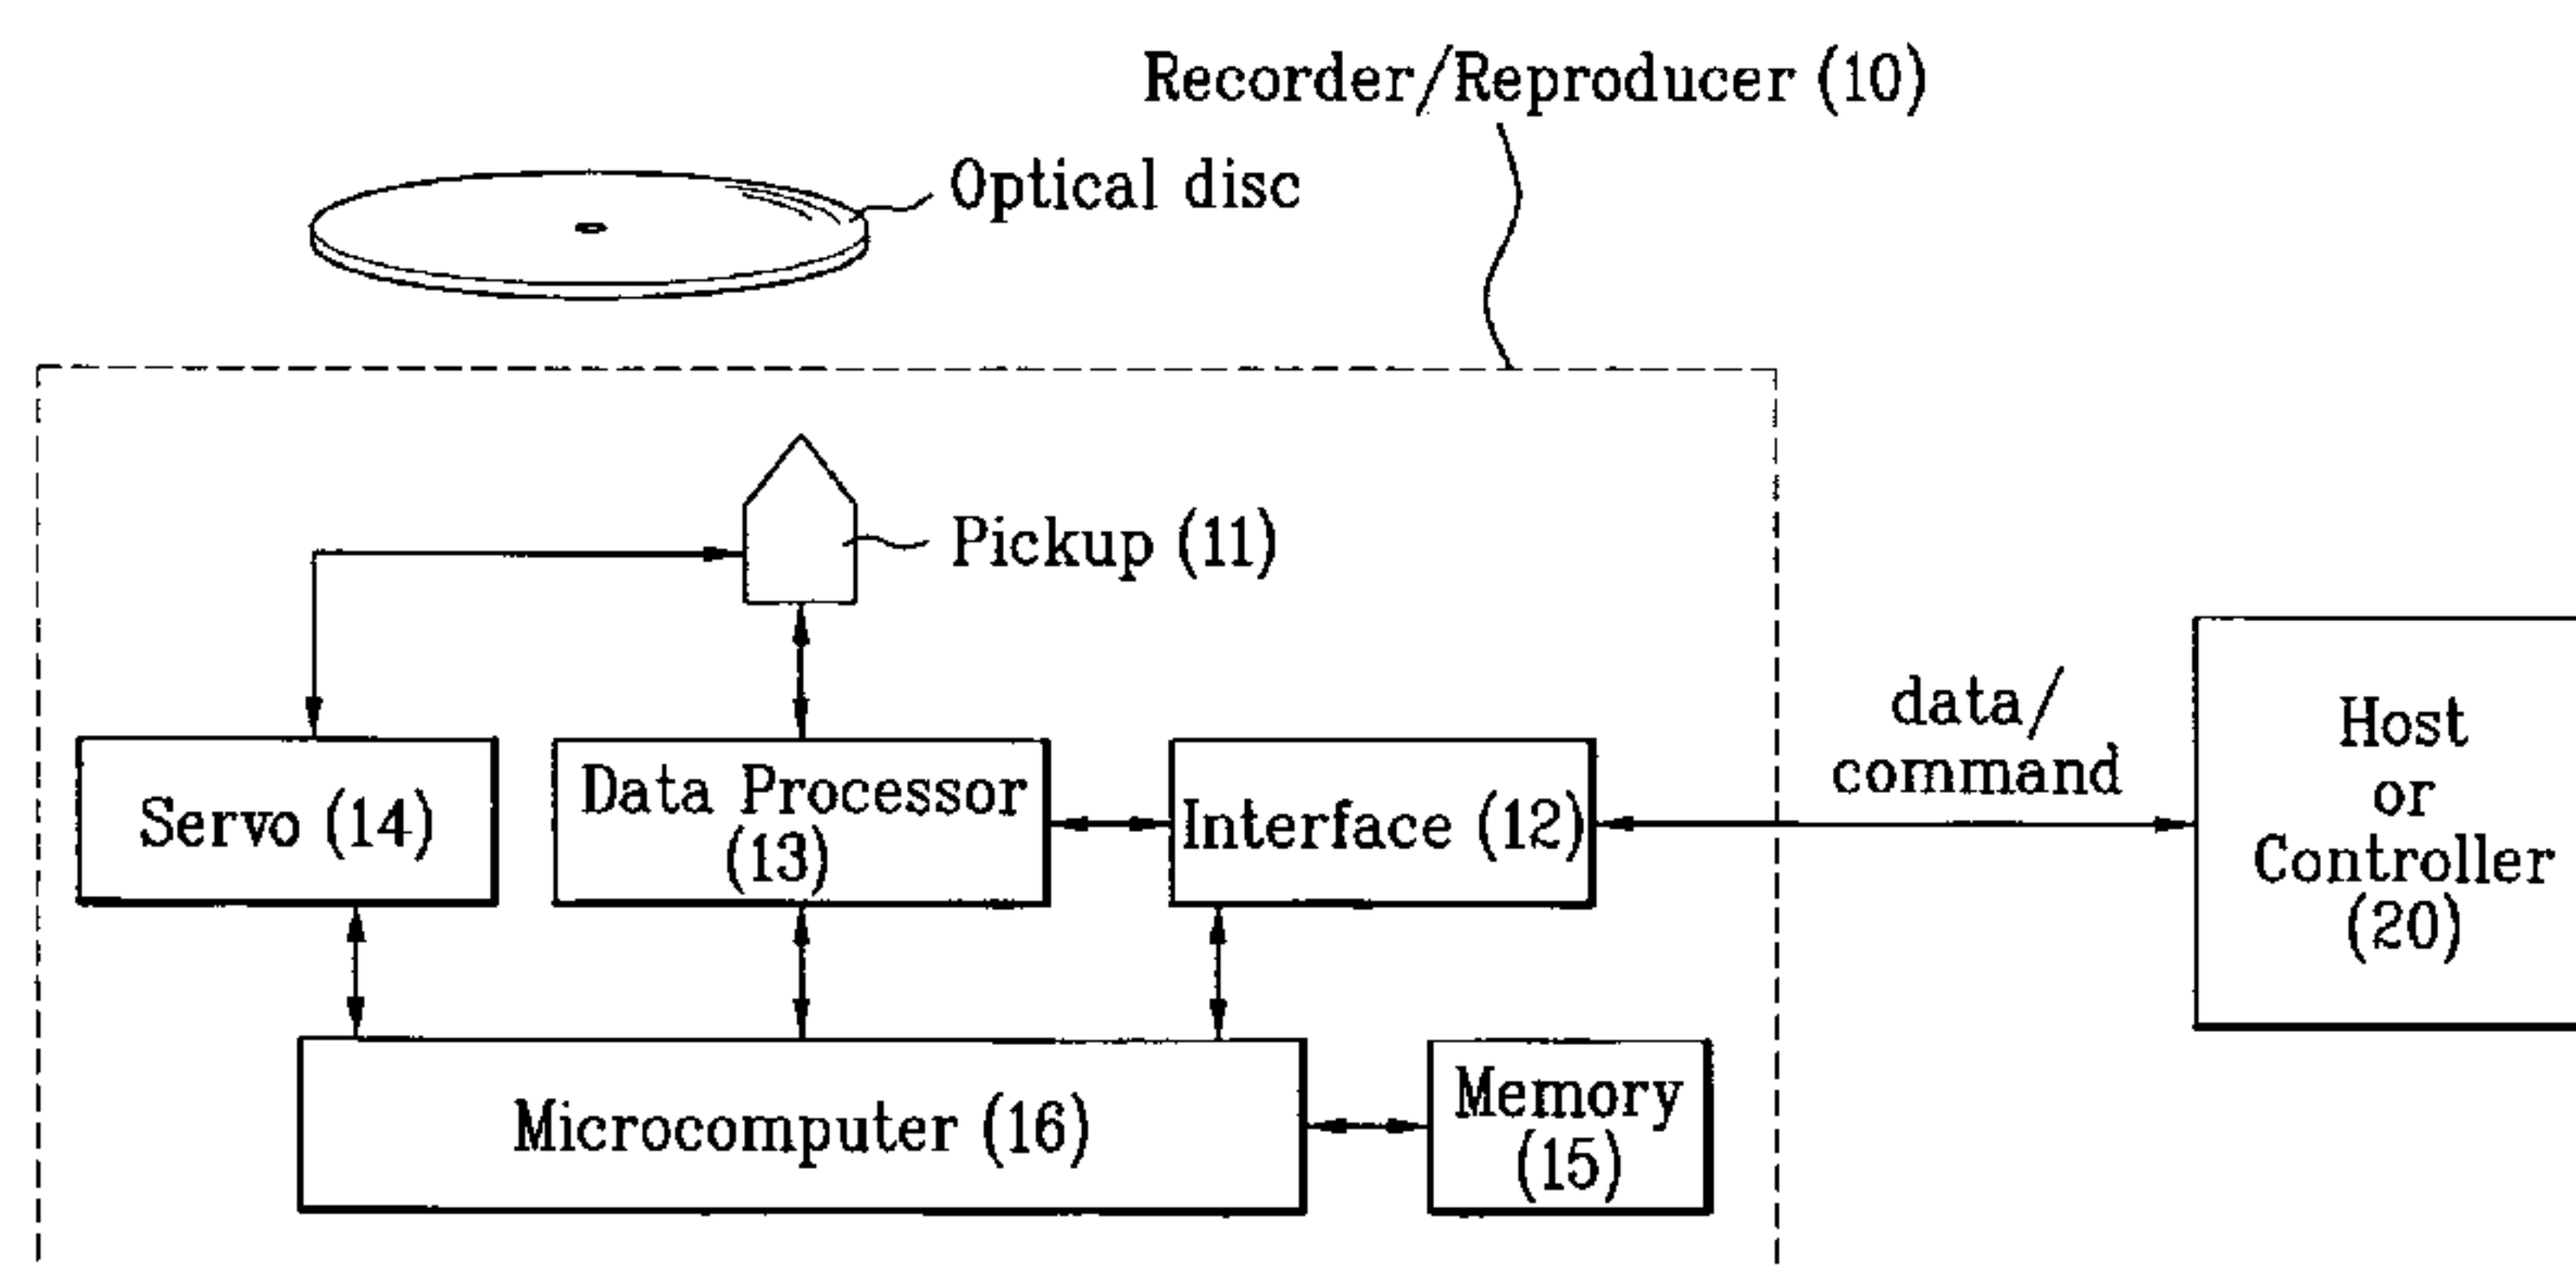 Recorder/Reproducer (10)
Optical disc
Pickup (11)
data/
command
Host
or
Controller
(20)
Servo (14)
Data Processor
(13)
Interface (12)
Microcomputer (16)
Memory
(15)